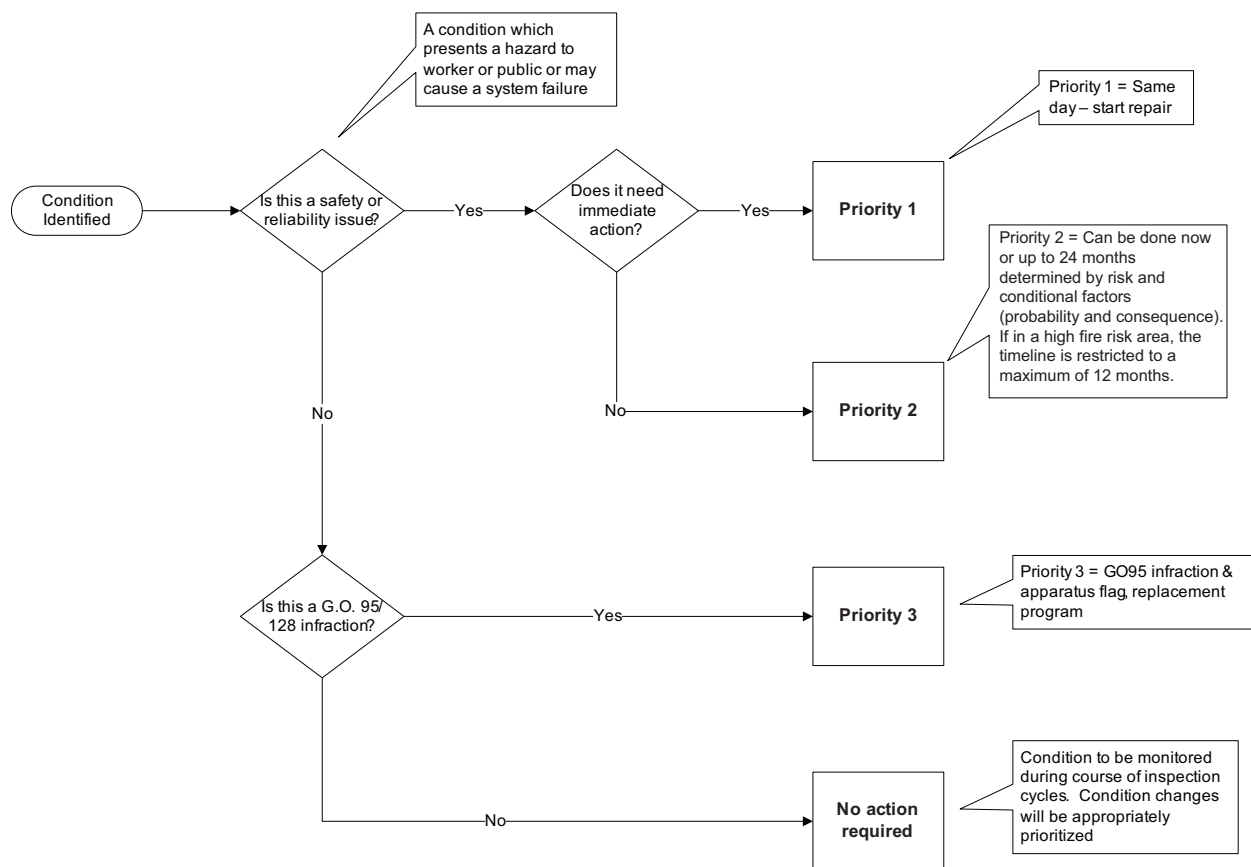 A condition which
presents a hazard to
worker or public or may
cause a system failure
Priority 1 = Same
day – start repair
Condition
Identified
Is this a safety or
reliability issue?
Yes
Does it need
immediate
action?
Yes
Priority 1
Priority 2 = Can be done now
or up to 24 months
determined by risk and
conditional factors
(probability and consequence).
If in a high fire risk area, the
timeline is restricted to a
maximum of 12 months.
No
No
Priority 2
Is this a G.O. 95/
128 infraction?
Yes
Priority 3
Priority 3 = GO95 infraction &
apparatus flag, replacement
program
No
No action
required
Condition to be monitored
during course of inspection
cycles. Condition changes
will be appropriately
prioritized